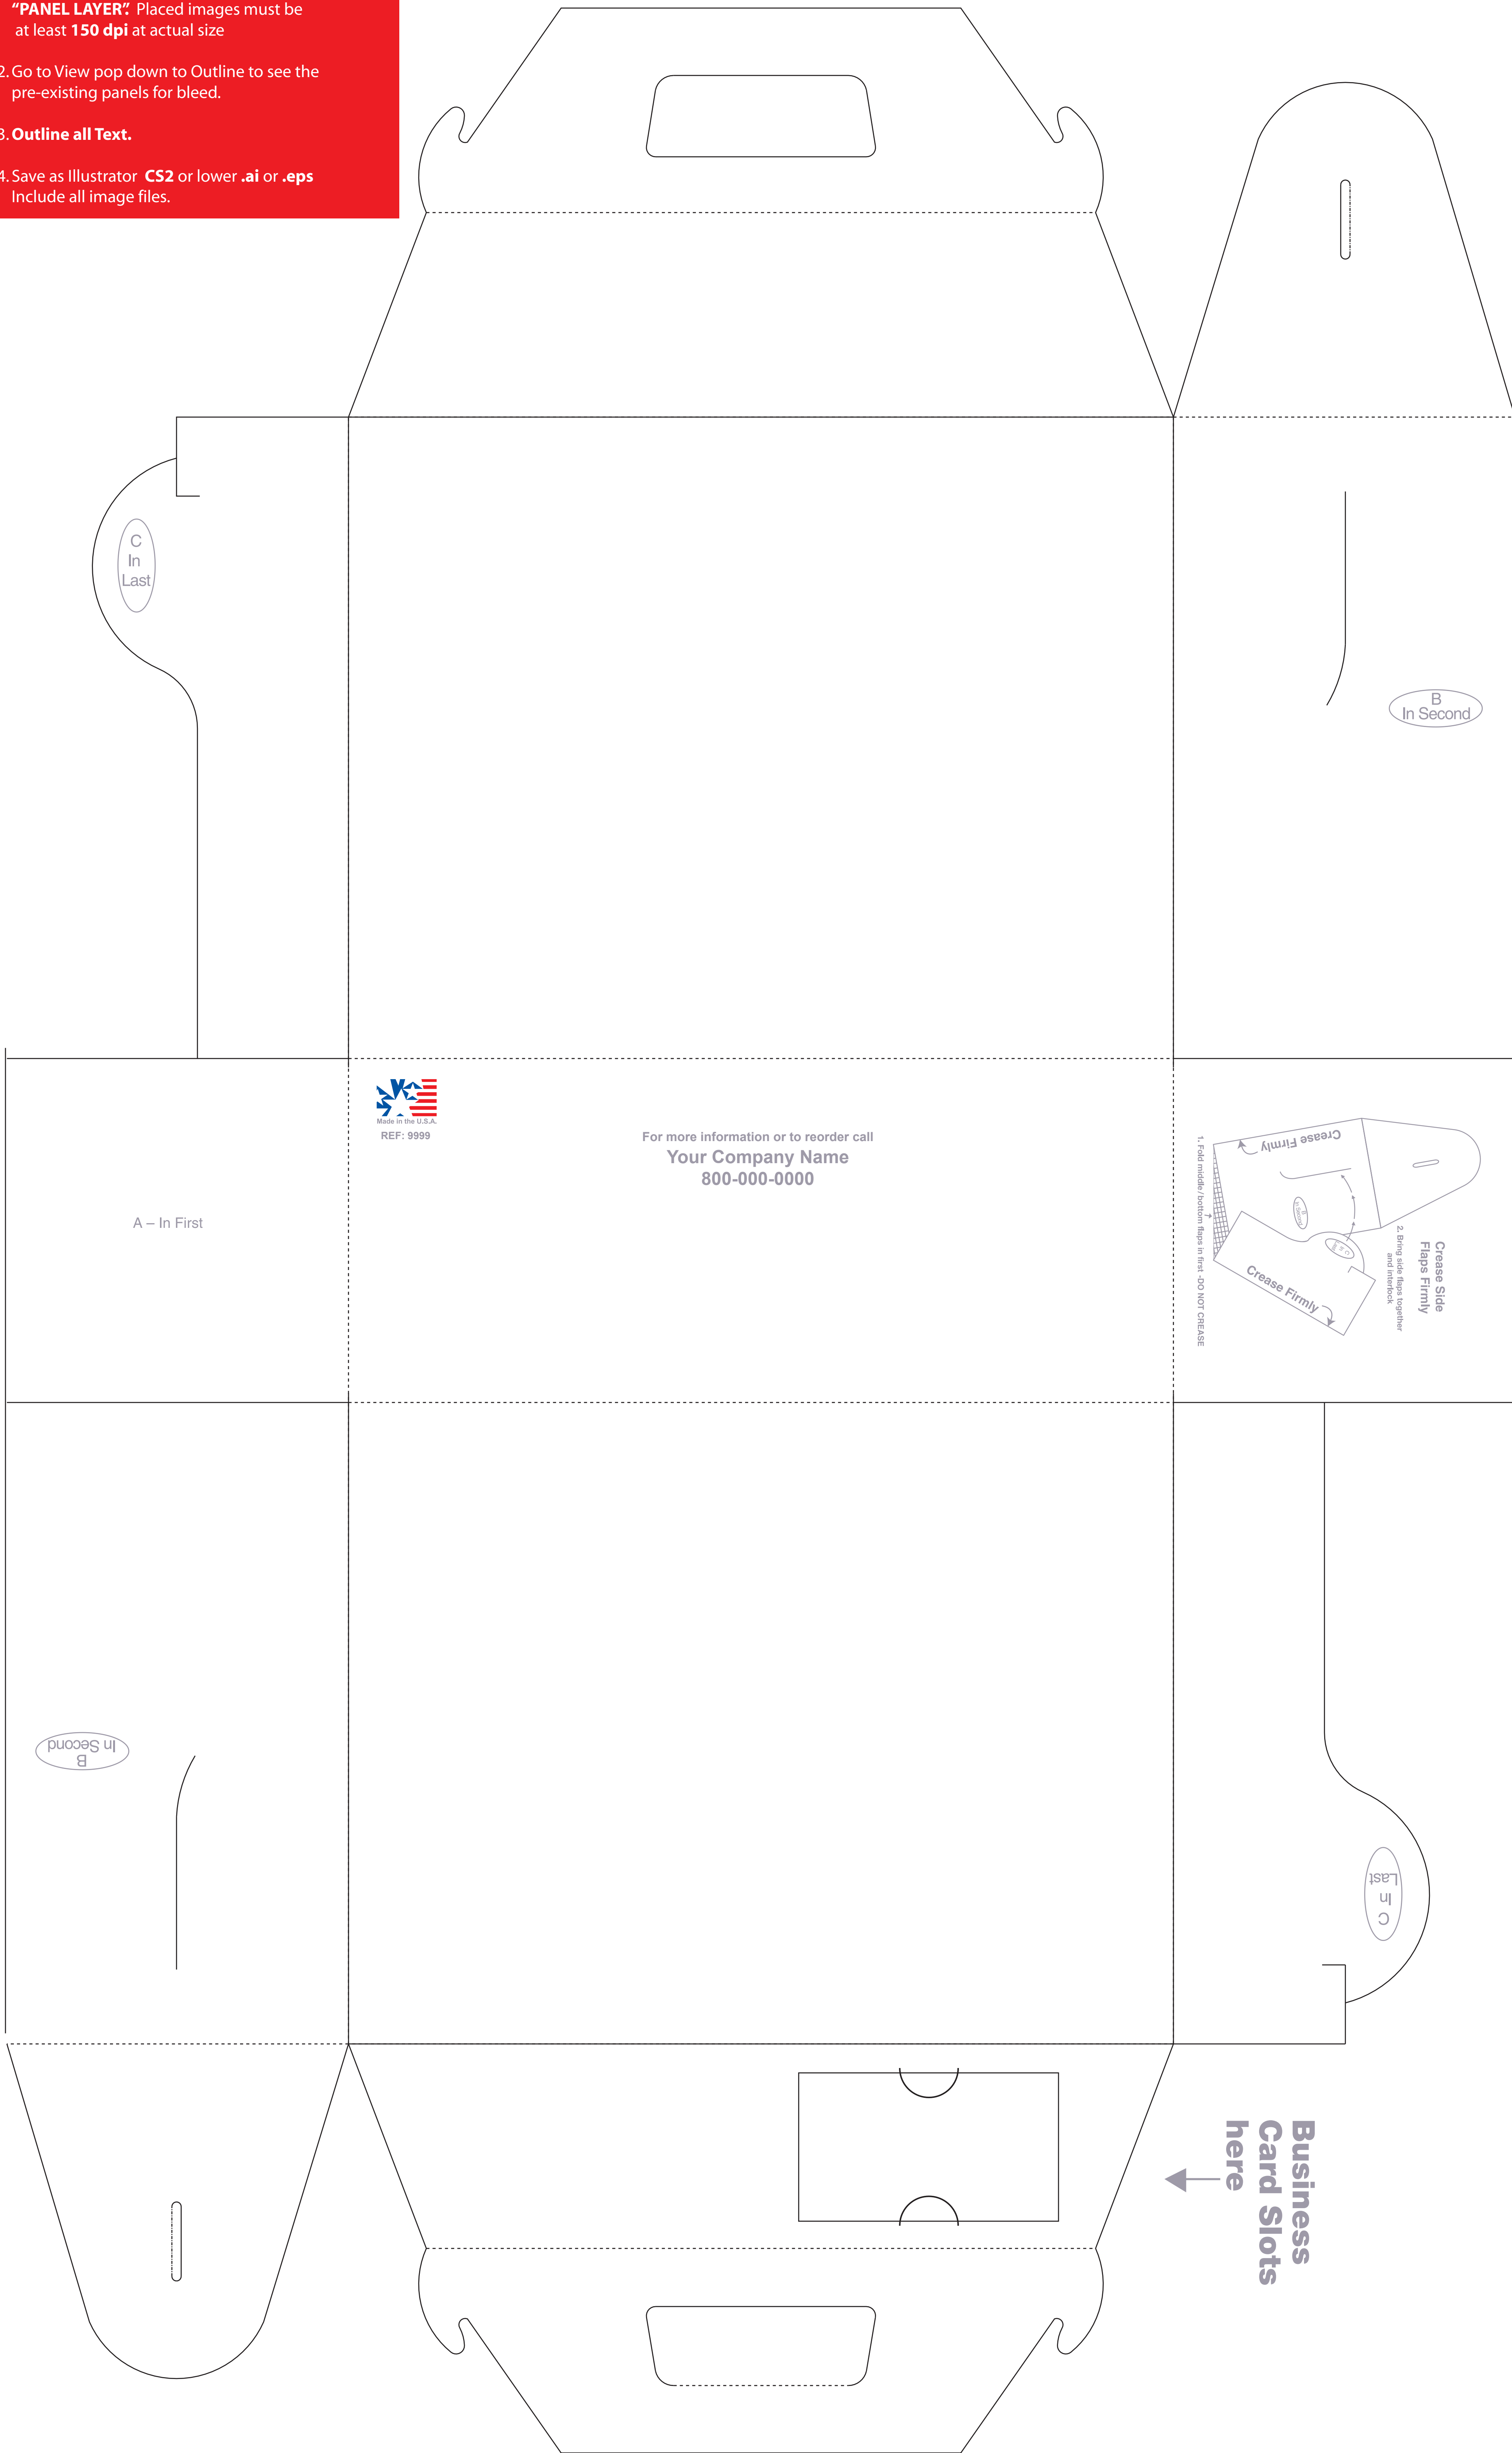 “PANEL LAYER”. Placed images must be
at least 150 dpi at actual size
2. Go to View pop down to Outline to see the
pre-existing panels for bleed.
3. Outline all Text.
4. Save as Illustrator CS2 or lower .ai or .eps
Include all image files.
C
In
Last
B
In Second
Made in the U.S.A.
REF: 9999
For more information or to reorder call
Your Company Name
800-000-0000
A – In First
Crease Side
Flaps Firmly
2. Bring side flaps together
and interlock
Crease Firmly
B
In Second
Crease Firmly
1. Fold middle/bottom flaps in first -DO NOT CREASE
B
In Second
C
In
Last
Business
Card Slots
here